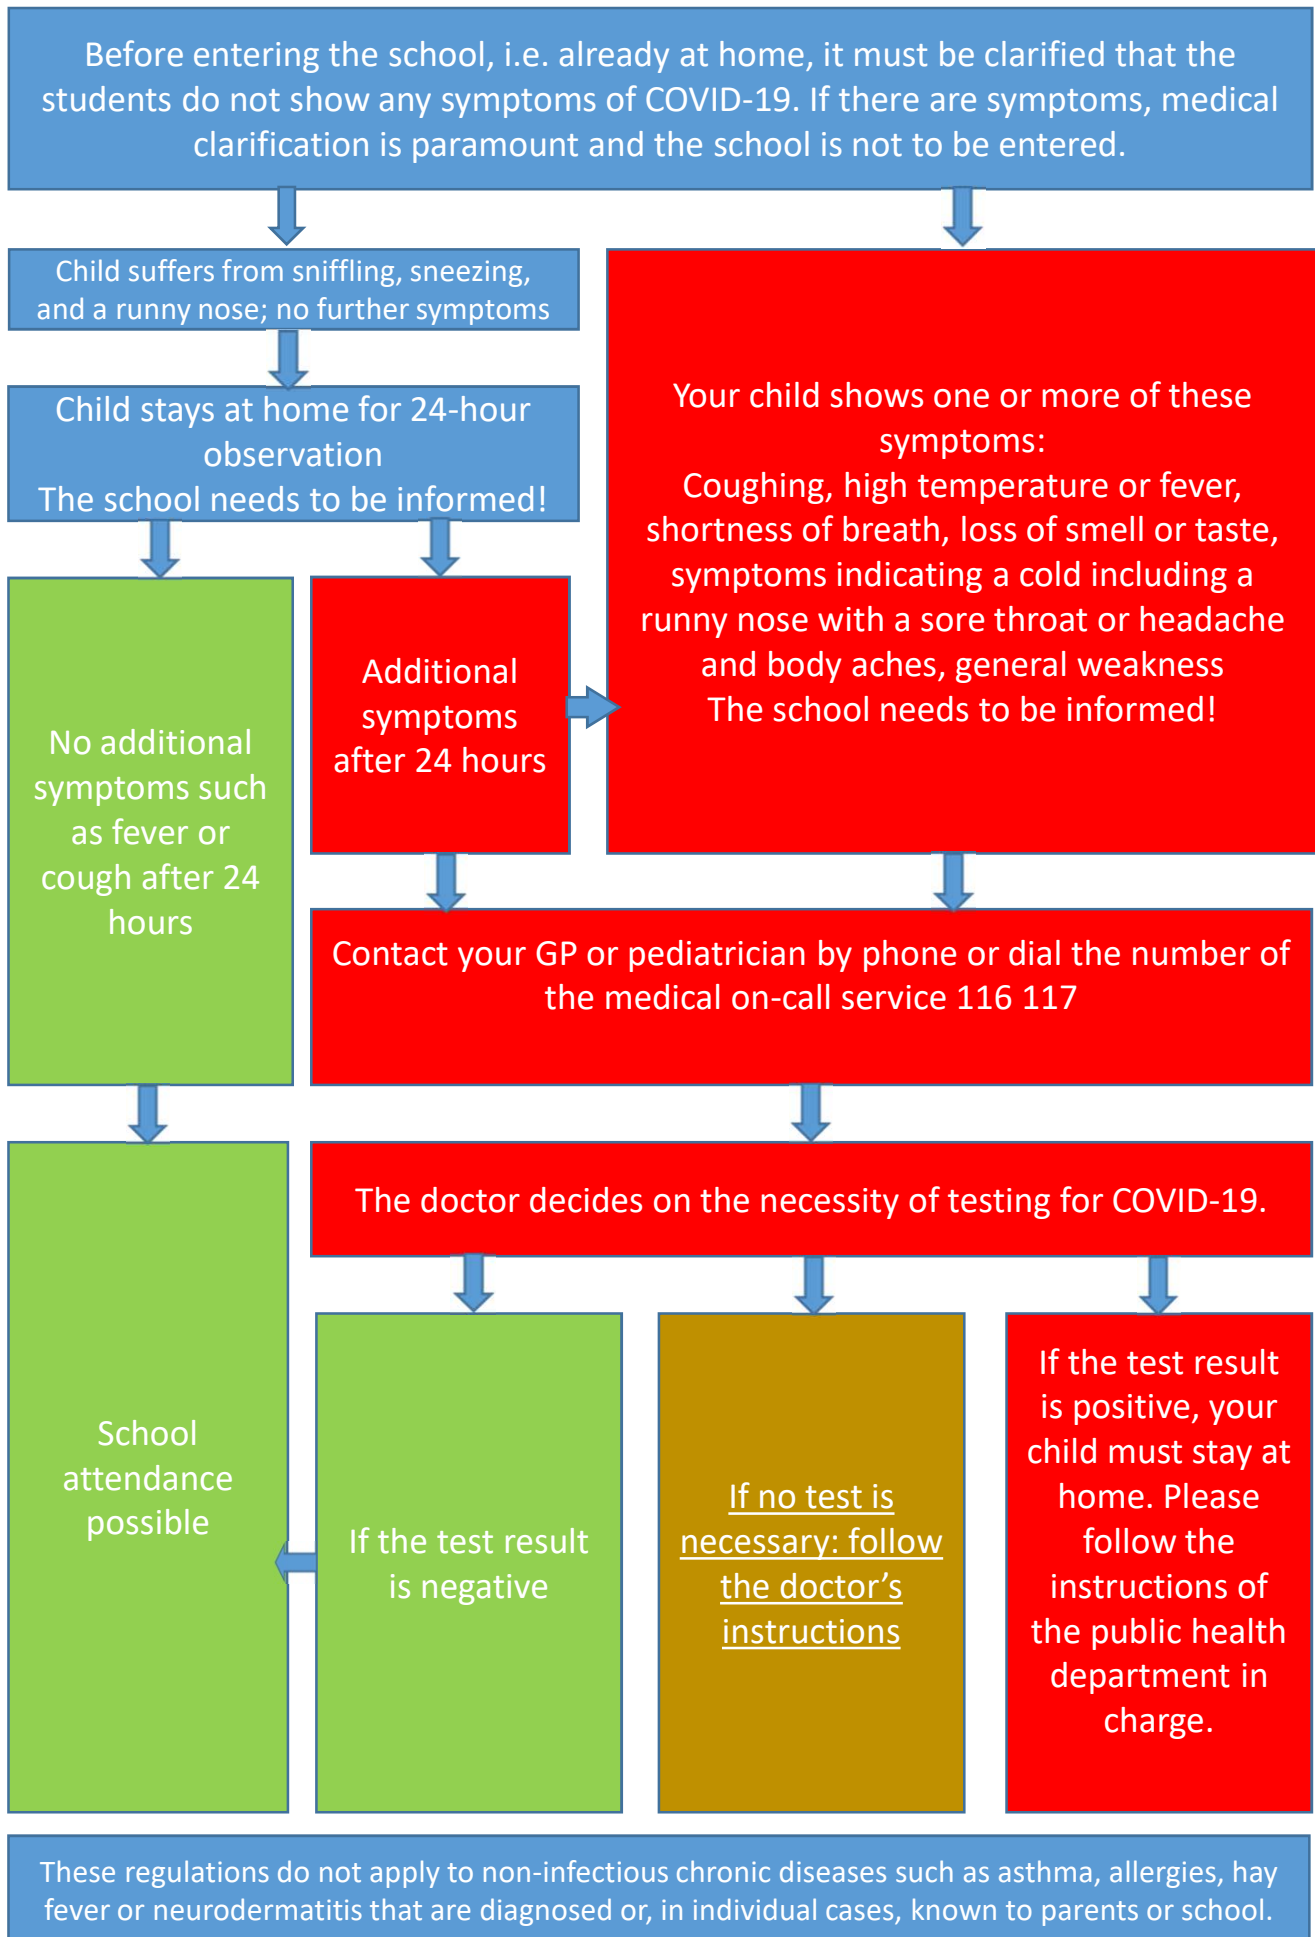 Before entering the school, i.e. already at home, it must be clarified that the
students do not show any symptoms of COVID-19. If there are symptoms, medical
clarification is paramount and the school is not to be entered.
Child suffers from sniffling, sneezing,
and a runny nose; no further symptoms
Child stays at home for 24-hour
observation
The school needs to be informed!
Your child shows one or more of these
symptoms:
Coughing, high temperature or fever,
shortness of breath, loss of smell or taste,
symptoms indicating a cold including a
runny nose with a sore throat or headache
and body aches, general weakness
The school needs to be informed!
No additional
symptoms such
as fever or
cough after 24
hours
Additional
symptoms
after 24 hours
Contact your GP or pediatrician by phone or dial the number of
the medical on-call service 116 117
The doctor decides on the necessity of testing for COVID-19.
School
attendance
possible
If the test result
is negative
If no test is
necessary: follow
the doctor’s
instructions
If the test result
is positive, your
child must stay at
home. Please
follow the
instructions of
the public health
department in
charge.
These regulations do not apply to non-infectious chronic diseases such as asthma, allergies, hay
fever or neurodermatitis that are diagnosed or, in individual cases, known to parents or school.